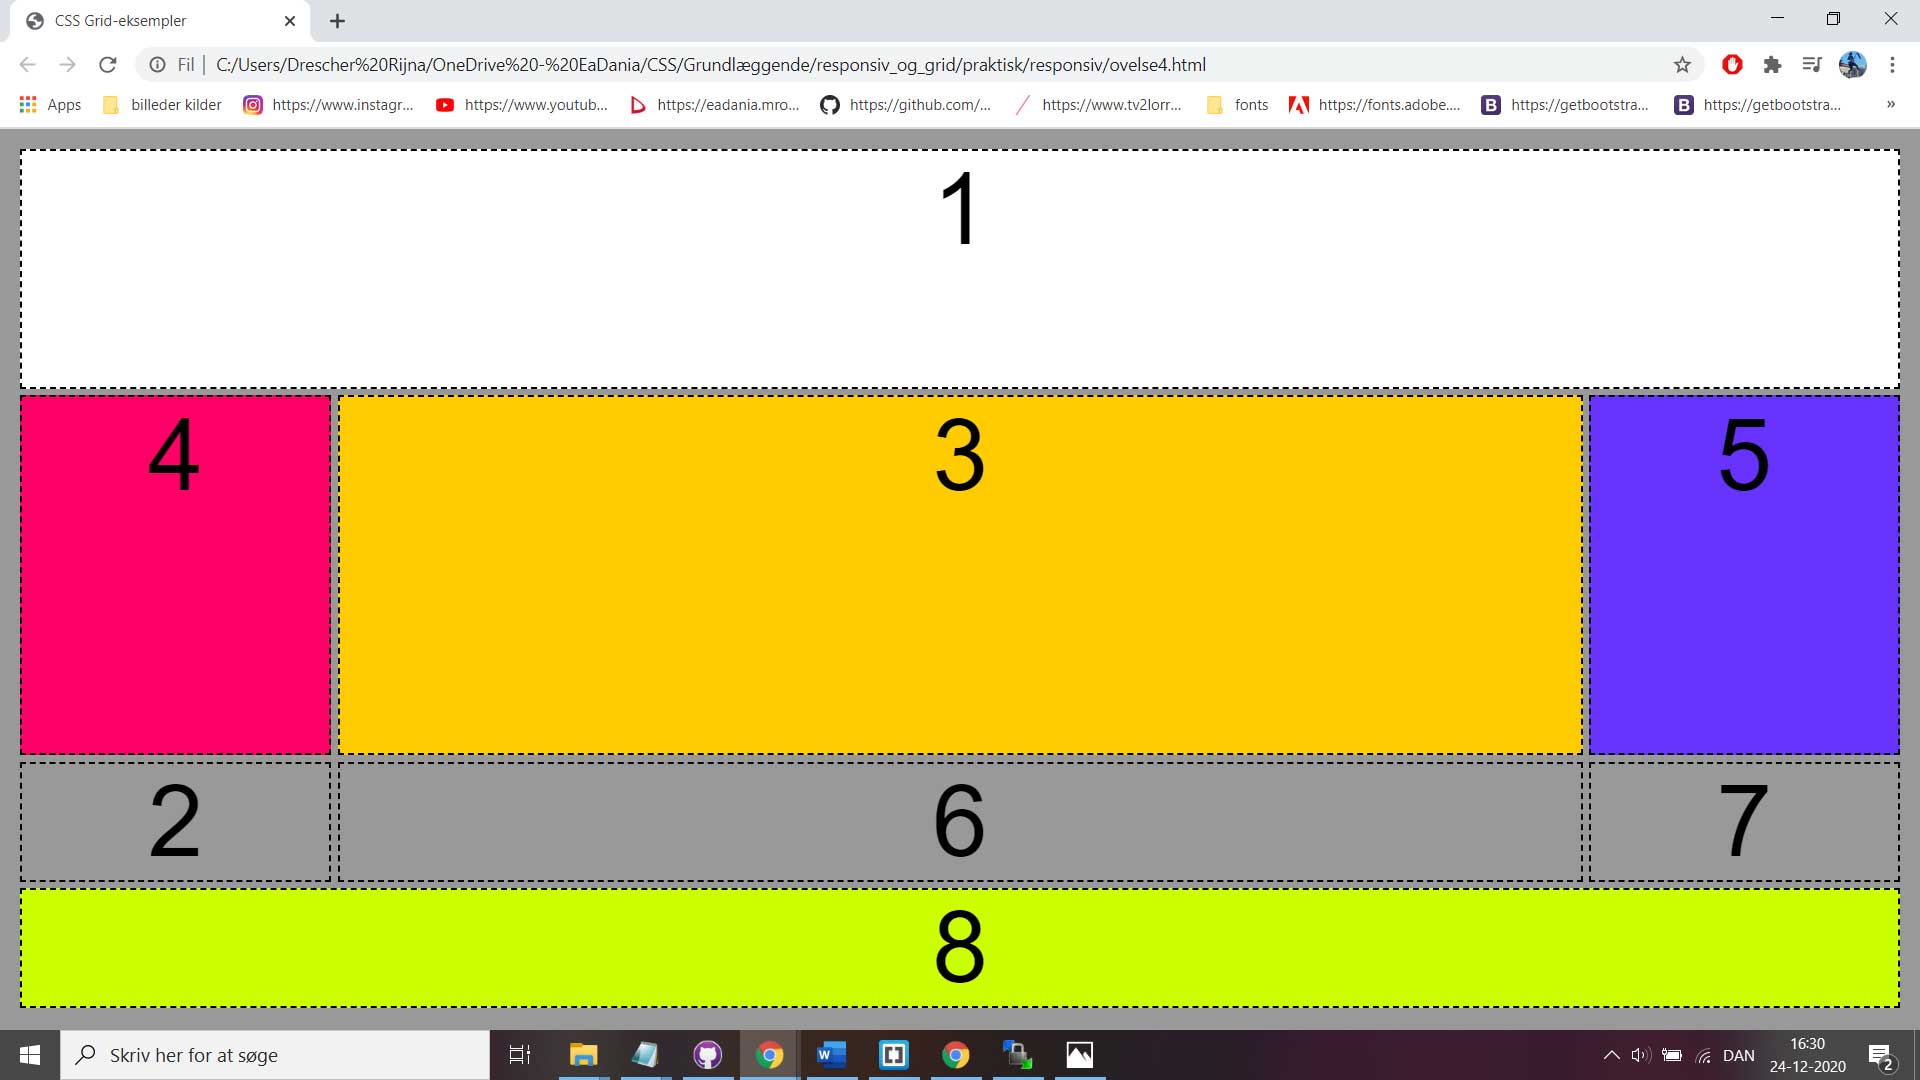 CSS Grid-eksempler
Fil | C:/Users/Drescher%20Rijna/OneDrive%20-%20EaDania/CSS/Grundlæggende/responsiv_og_grid/praktisk/responsiv/ovelse4.html
Apps billeder kilder https://www.instagr... https://www.youtub... https://eadania.mro... https://github.com/... https://www.tv2lorr... fonts https://fonts.adobe.... https://getbootstra... https://getbootstra... »
1
4 3 5
2 6 7
8
Skriv her for at søge
DAN
16:30
24-12-2020
2